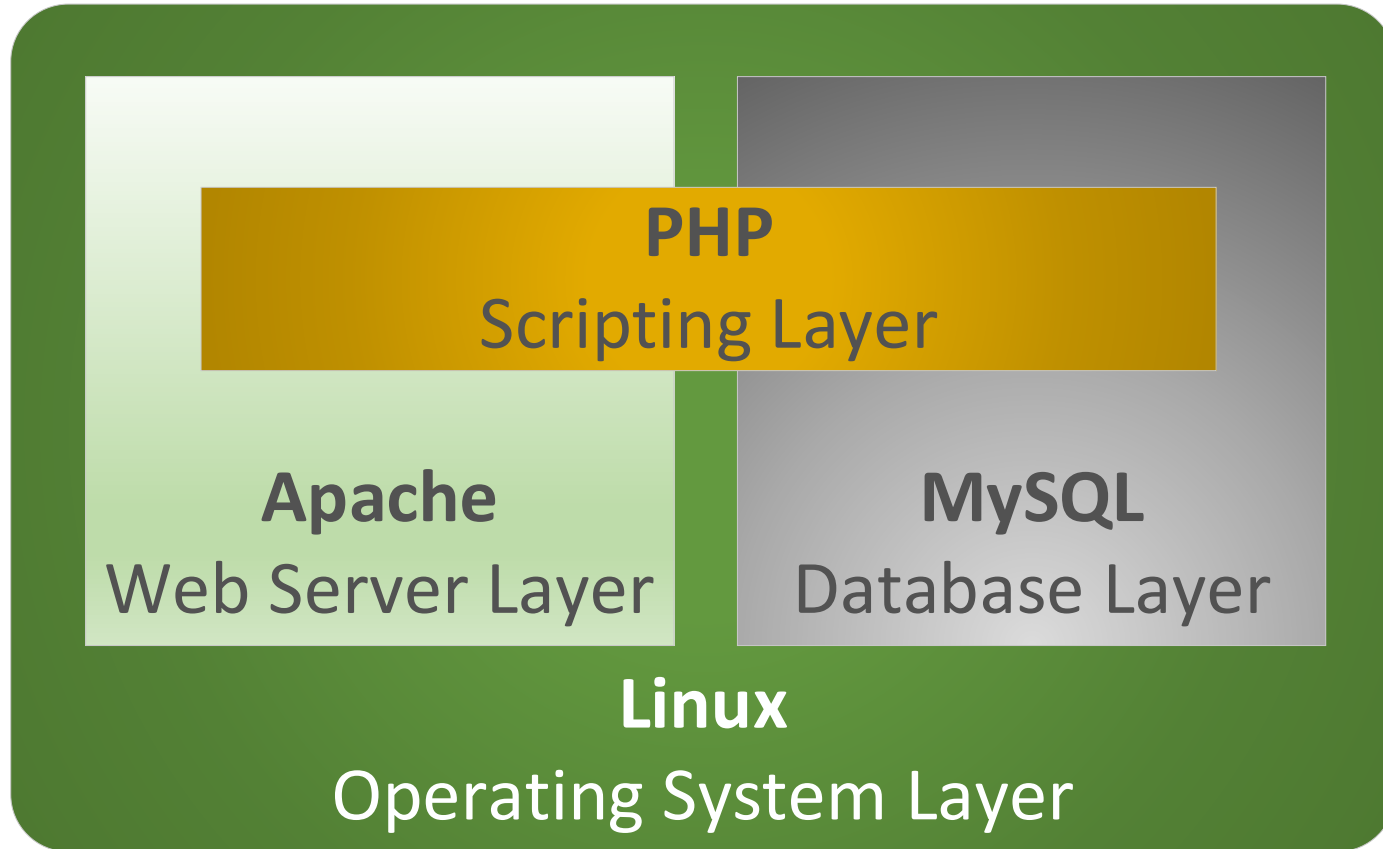 PHP
Scripting Layer
Apache
Web Server Layer
MySQL
Database Layer
Linux
Operating System Layer